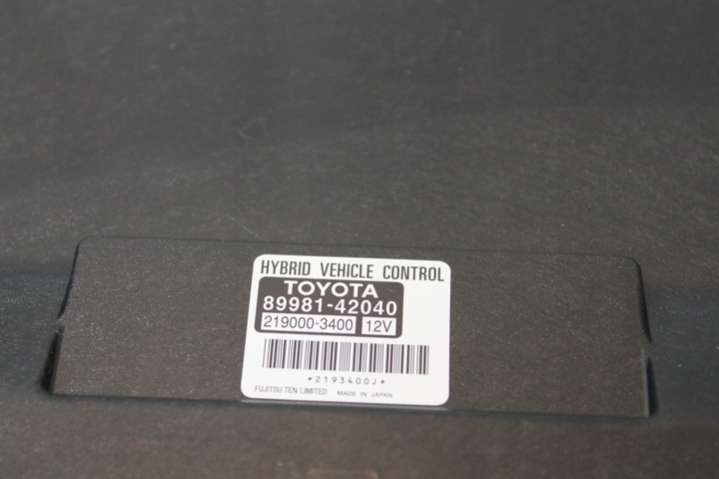 HYBRID VEHICLE CONTROL
TOYOTA
89981-42040
219000-3400 12V
*2193400J*
FUJITSU TEN LIMITED MADE IN JAPAN